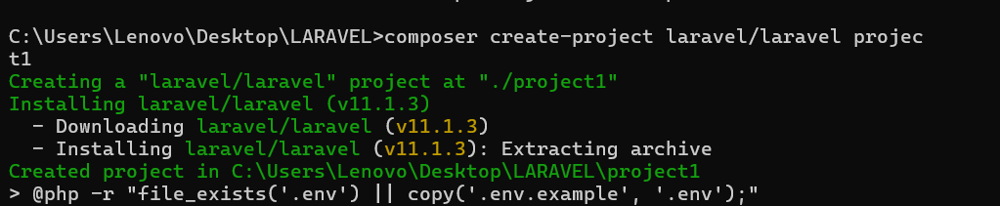 C:\Users\Lenovo\Desktop\LARAVEL>composer create-project laravel/laravel projec
t1
Creating a "laravel/laravel" project at "./project1"
Installing laravel/laravel (v11.1.3)
  - Downloading laravel/laravel (v11.1.3)
  - Installing laravel/laravel (v11.1.3): Extracting archive
Created project in C:\Users\Lenovo\Desktop\LARAVEL\project1
> @php -r "file_exists('.env') || copy('.env.example', '.env');"